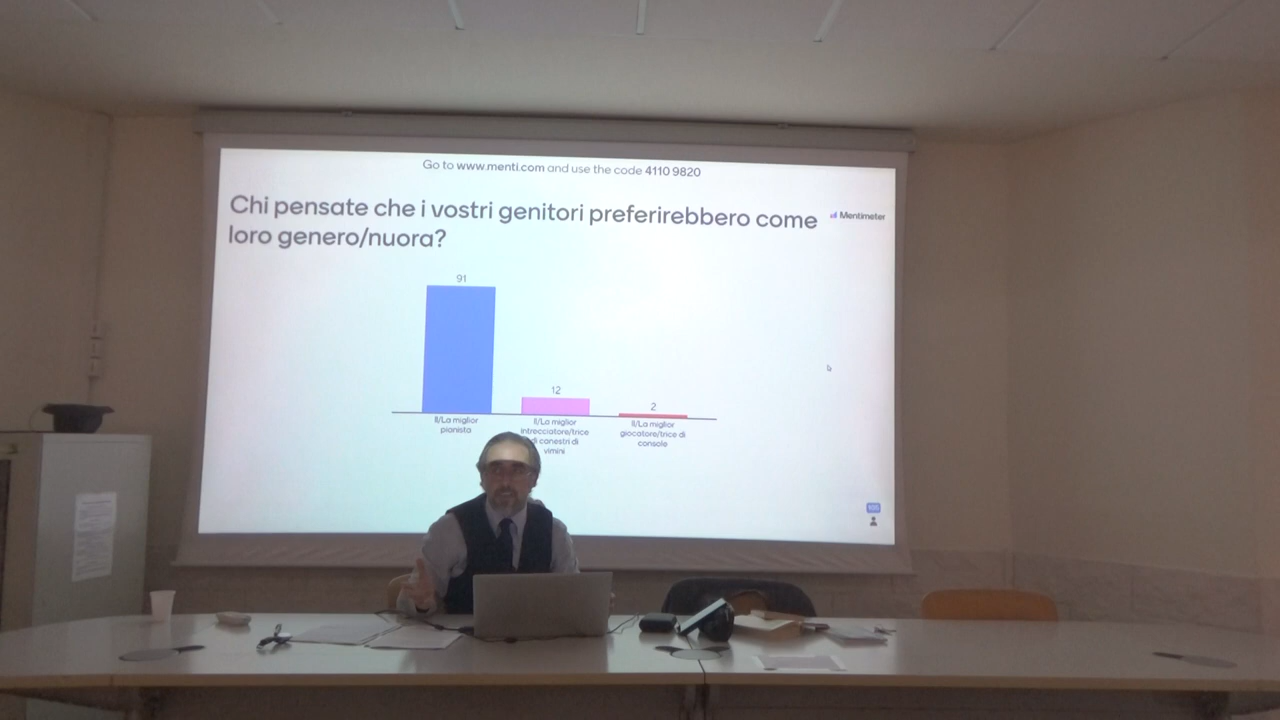 Go to www.menti.com and use the code 4110 9820
Chi pensate che i vostri genitori preferirebbero come
loro genero/nuora?
Mentimeter
91
12
2
Il/La miglior
pianista
Il/La miglior
intrecciatore/trice
di canestri di
vimini
Il/La miglior
giocatore/trice di
console
105